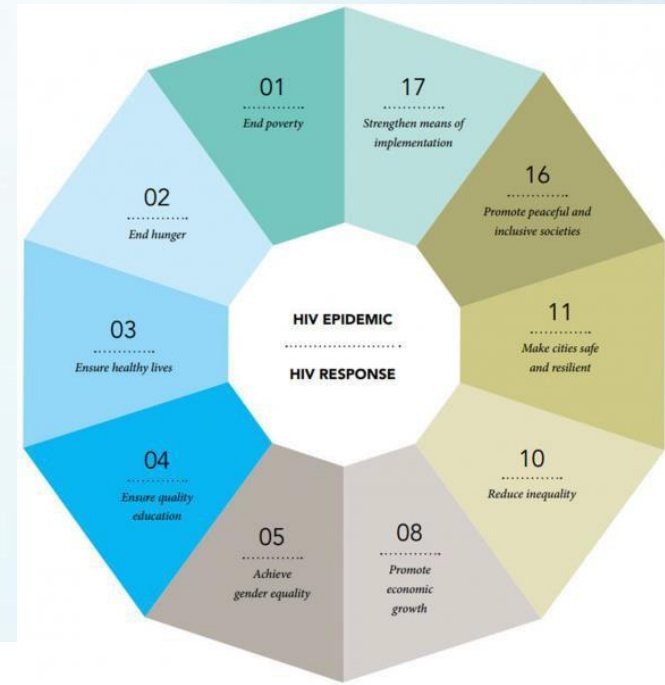 01
End poverty
17
Strengthen means of
implementation
16
Promote peaceful and
inclusive societies
11
Make cities safe
and resilient
10
Reduce inequality
08
Promote
economic
growth
05
Achieve
gender equality
04
Ensure quality
education
03
Ensure healthy lives
02
End hunger
HIV EPIDEMIC
HIV RESPONSE